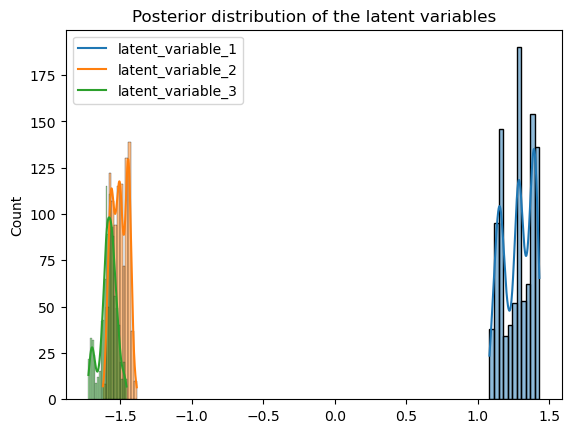 Posterior distribution of the latent variables
latent_variable_1
latent_variable_2
latent_variable_3
Count
175
150
125
100
75
50
25
0
−1.5 −1.0 −0.5 0.0 0.5 1.0 1.5